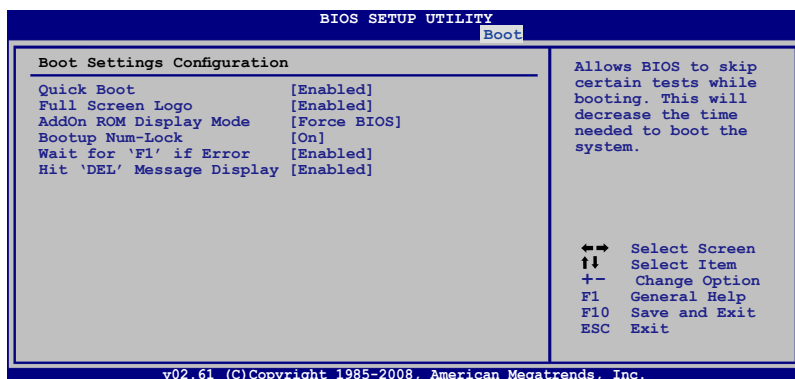 BIOS SETUP UTILITY
Boot
Boot Settings Configuration
Quick Boot [Enabled]
Full Screen Logo [Enabled]
AddOn ROM Display Mode [Force BIOS]
Bootup Num-Lock [On]
Wait for ‘F1’ if Error [Enabled]
Hit ‘DEL’ Message Display [Enabled]
Allows BIOS to skip
certain tests while
booting. This will
decrease the time
needed to boot the
system.
←→ Select Screen
↑↓ Select Item
+- Change Option
F1 General Help
F10 Save and Exit
ESC Exit
v02.61 (C)Copyright 1985-2008, American Megatrends, Inc.